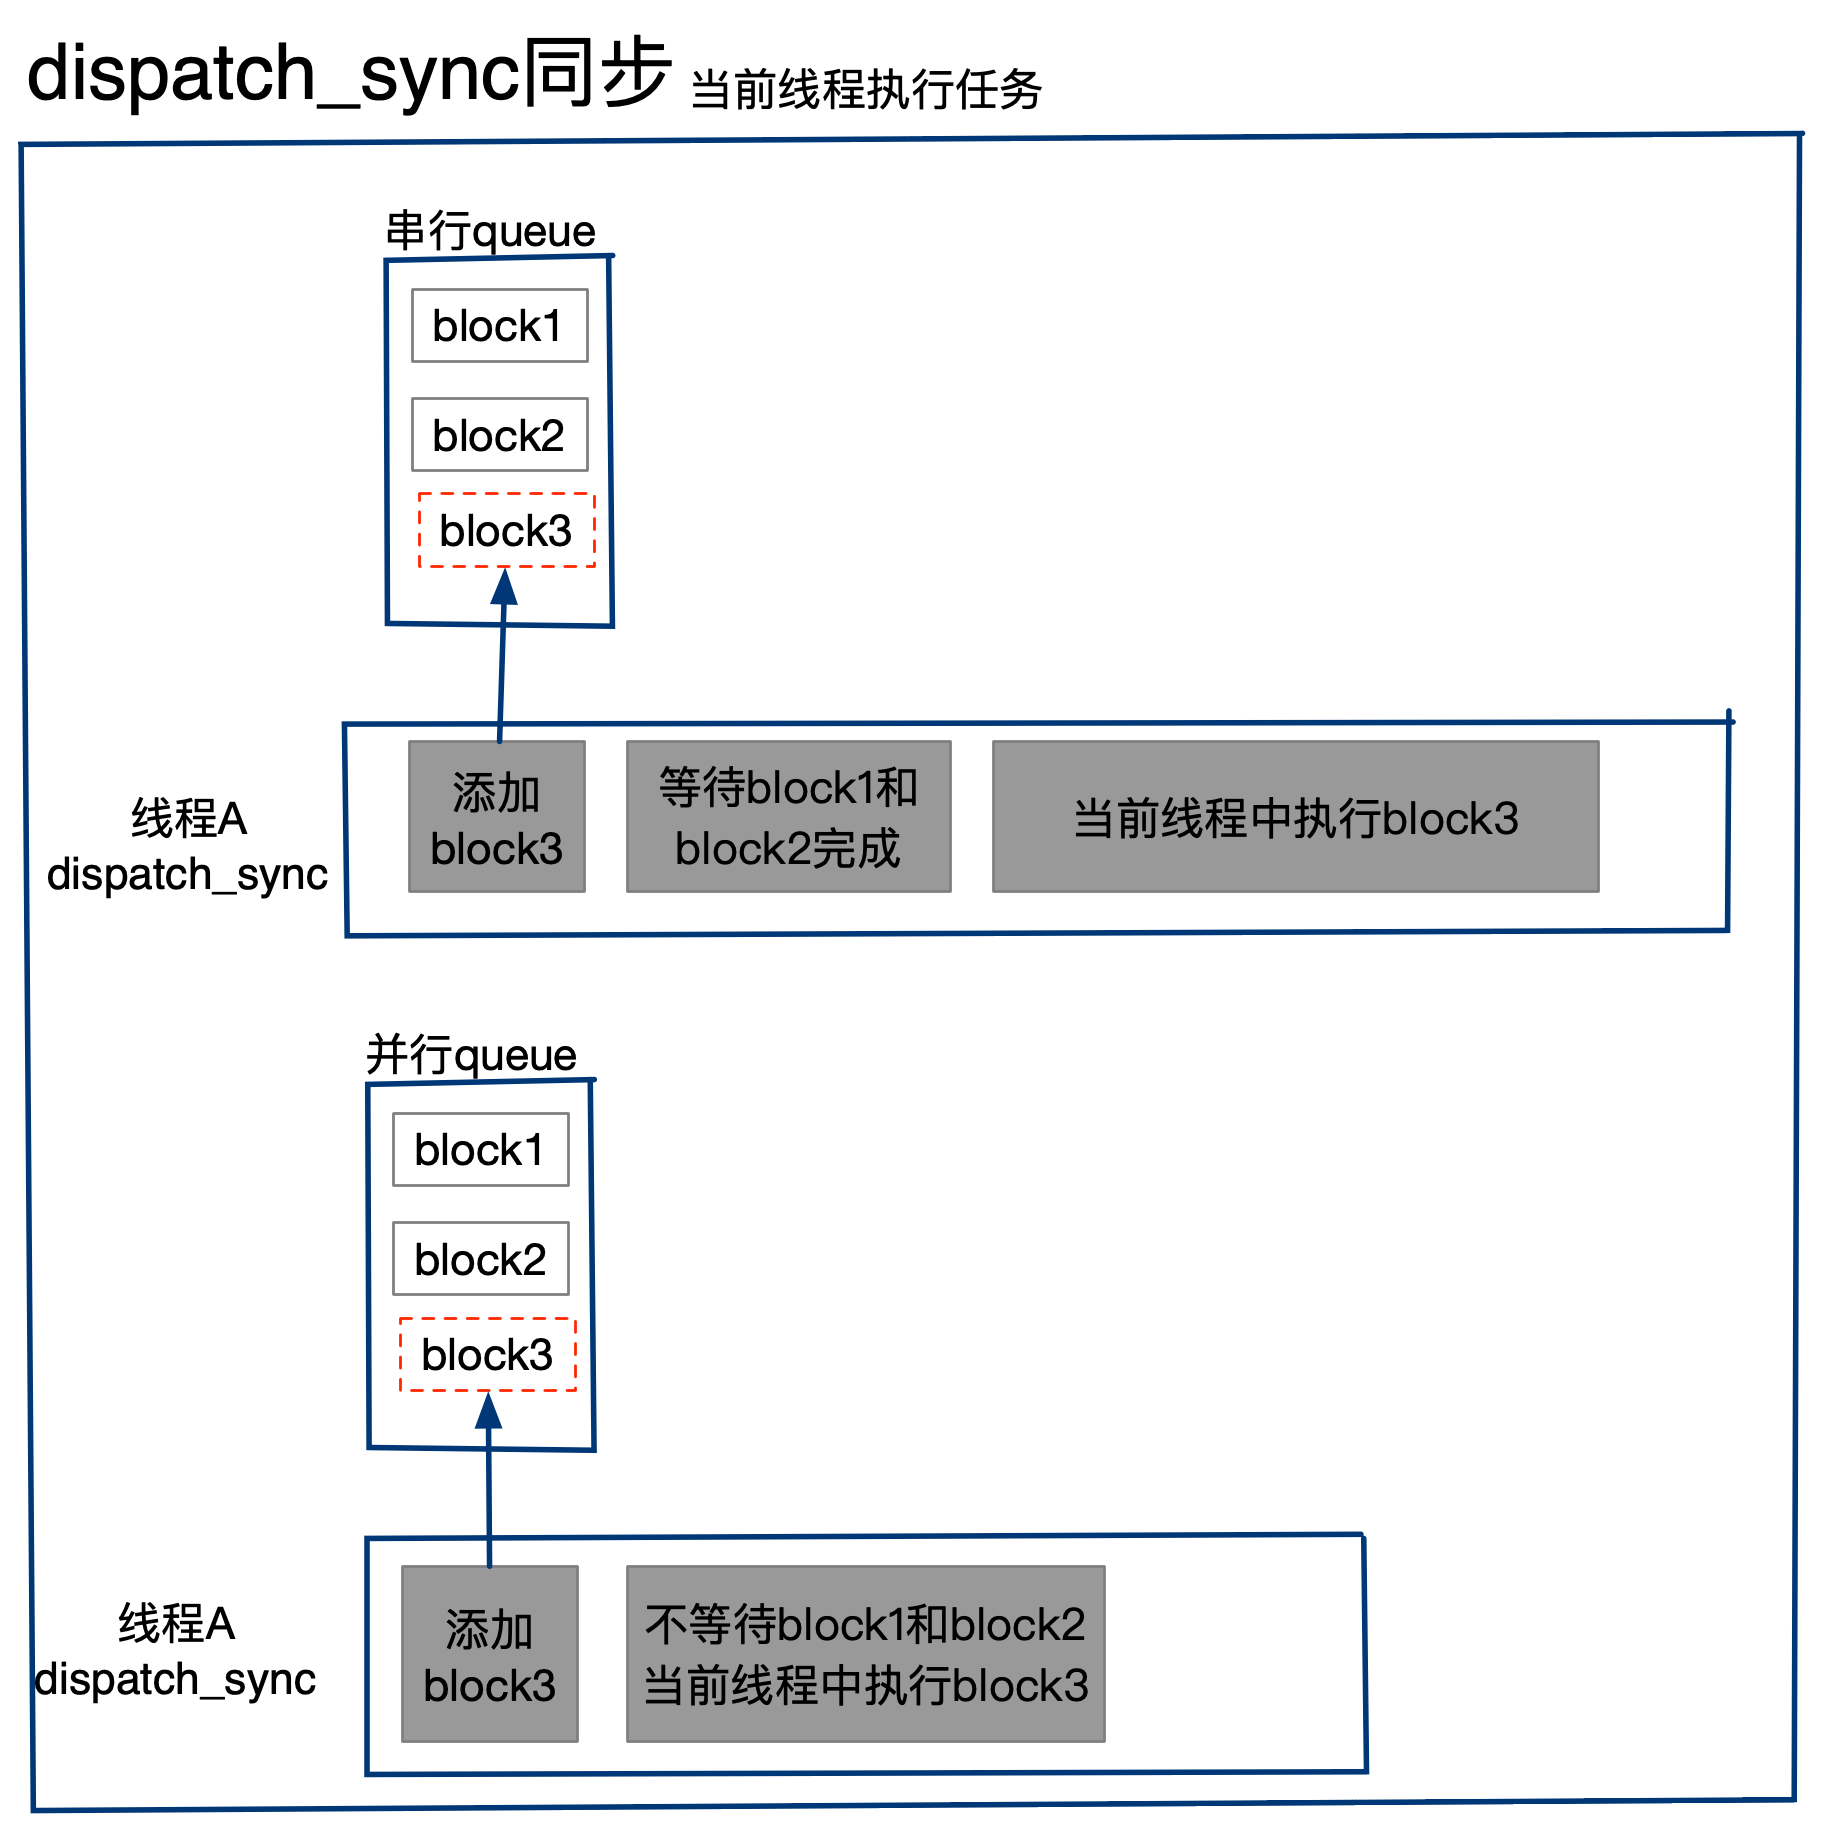 dispatch_sync同步 当前线程执行任务
串行queue
block1
block2
block3
线程A
dispatch_sync
添加
block3
等待block1和
block2完成
当前线程中执行block3
并行queue
block1
block2
block3
线程A
dispatch_sync
添加
block3
不等待block1和block2
当前线程中执行block3